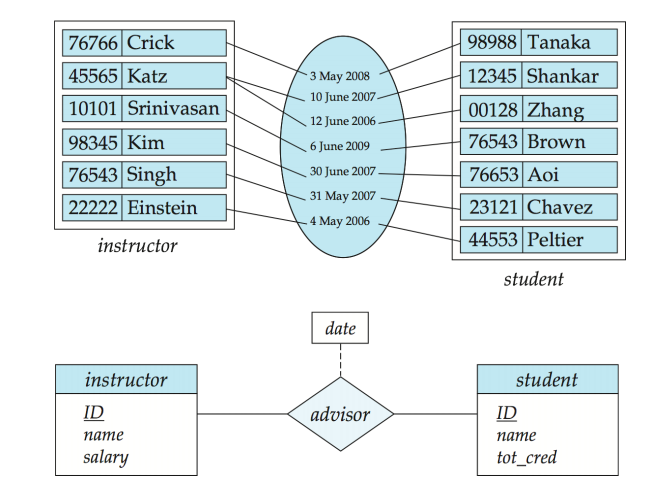 76766 Crick
45565 Katz
10101 Srinivasan
98345 Kim
76543 Singh
22222 Einstein
instructor
3 May 2008
10 June 2007
12 June 2006
6 June 2009
30 June 2007
31 May 2007
4 May 2006
98988 Tanaka
12345 Shankar
00128 Zhang
76543 Brown
76653 Aoi
23121 Chavez
44553 Peltier
student
date
instructor
ID
name
salary
advisor
student
ID
name
tot_cred